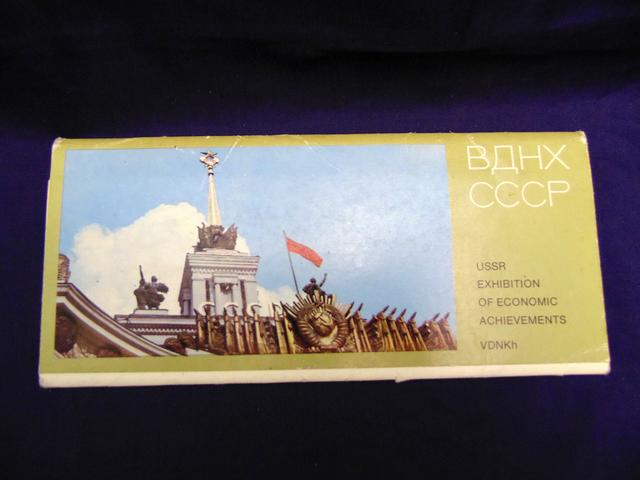 ВДНХ
СССР
USSR
EXHIBITION
OF ECONOMIC
ACHIEVEMENTS
VDNKh